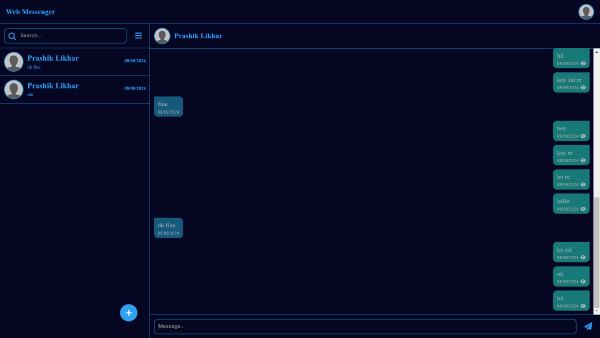 Web Messenger
Search...
Prashik Likhar
08/09/2024
ok fine
Prashik Likhar
08/09/2024
Prashik Likhar
hii
08/09/2024
kay zal re
08/09/2024
fine
08/09/2024
hey
08/09/2024
kay re
08/09/2024
ho re
08/09/2024
hello
08/09/2024
ok fine
08/09/2024
ka zal
08/09/2024
ok
08/09/2024
08/09/2024
Message...